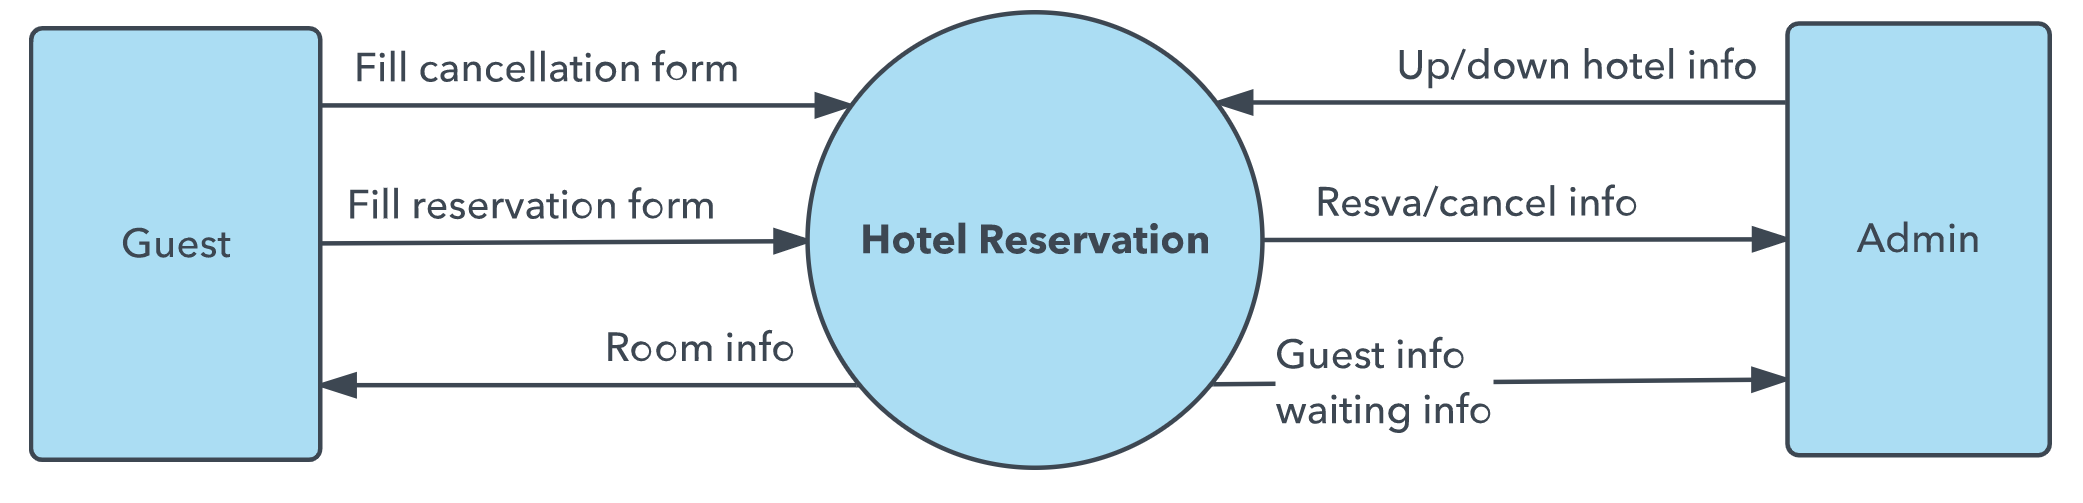 Fill cancellation form
Up/down hotel info
Fill reservation form
Resva/cancel info
Guest
Hotel Reservation
Admin
Room info
Guest info
waiting info